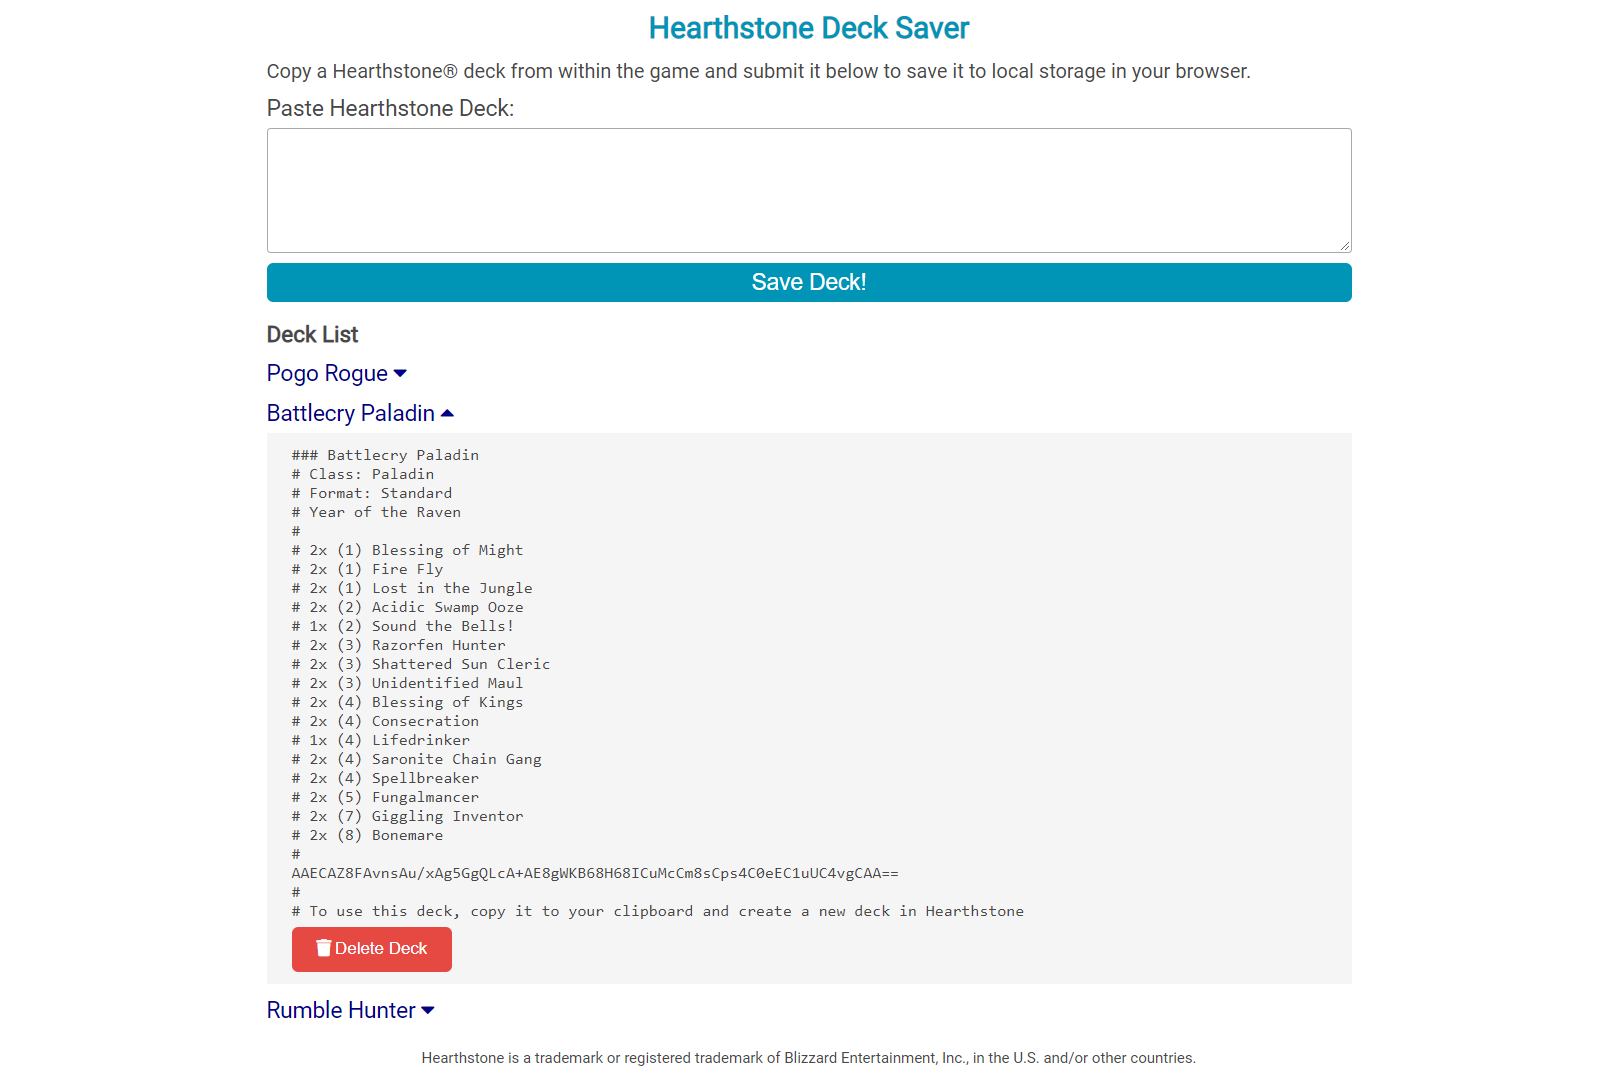 Hearthstone Deck Saver
Copy a Hearthstone® deck from within the game and submit it below to save it to local storage in your browser.
Paste Hearthstone Deck:
Save Deck!
Deck List
Pogo Rogue
Battlecry Paladin
### Battlecry Paladin
# Class: Paladin
# Format: Standard
# Year of the Raven
#
# 2x (1) Blessing of Might
# 2x (1) Fire Fly
# 2x (1) Lost in the Jungle
# 2x (2) Acidic Swamp Ooze
# 1x (2) Sound the Bells!
# 2x (3) Razorfen Hunter
# 2x (3) Shattered Sun Cleric
# 2x (3) Unidentified Maul
# 2x (4) Blessing of Kings
# 2x (4) Consecration
# 1x (4) Lifedrinker
# 2x (4) Saronite Chain Gang
# 2x (4) Spellbreaker
# 2x (5) Fungalmancer
# 2x (7) Giggling Inventor
# 2x (8) Bonemare
#
AAECAZ8FAvnsAu/xAg5GgQLcA+AE8gWKB68H68ICuMcCm8sCps4C0eEC1uUC4vgCAA==
#
# To use this deck, copy it to your clipboard and create a new deck in Hearthstone
Delete Deck
Rumble Hunter
Hearthstone is a trademark or registered trademark of Blizzard Entertainment, Inc., in the U.S. and/or other countries.